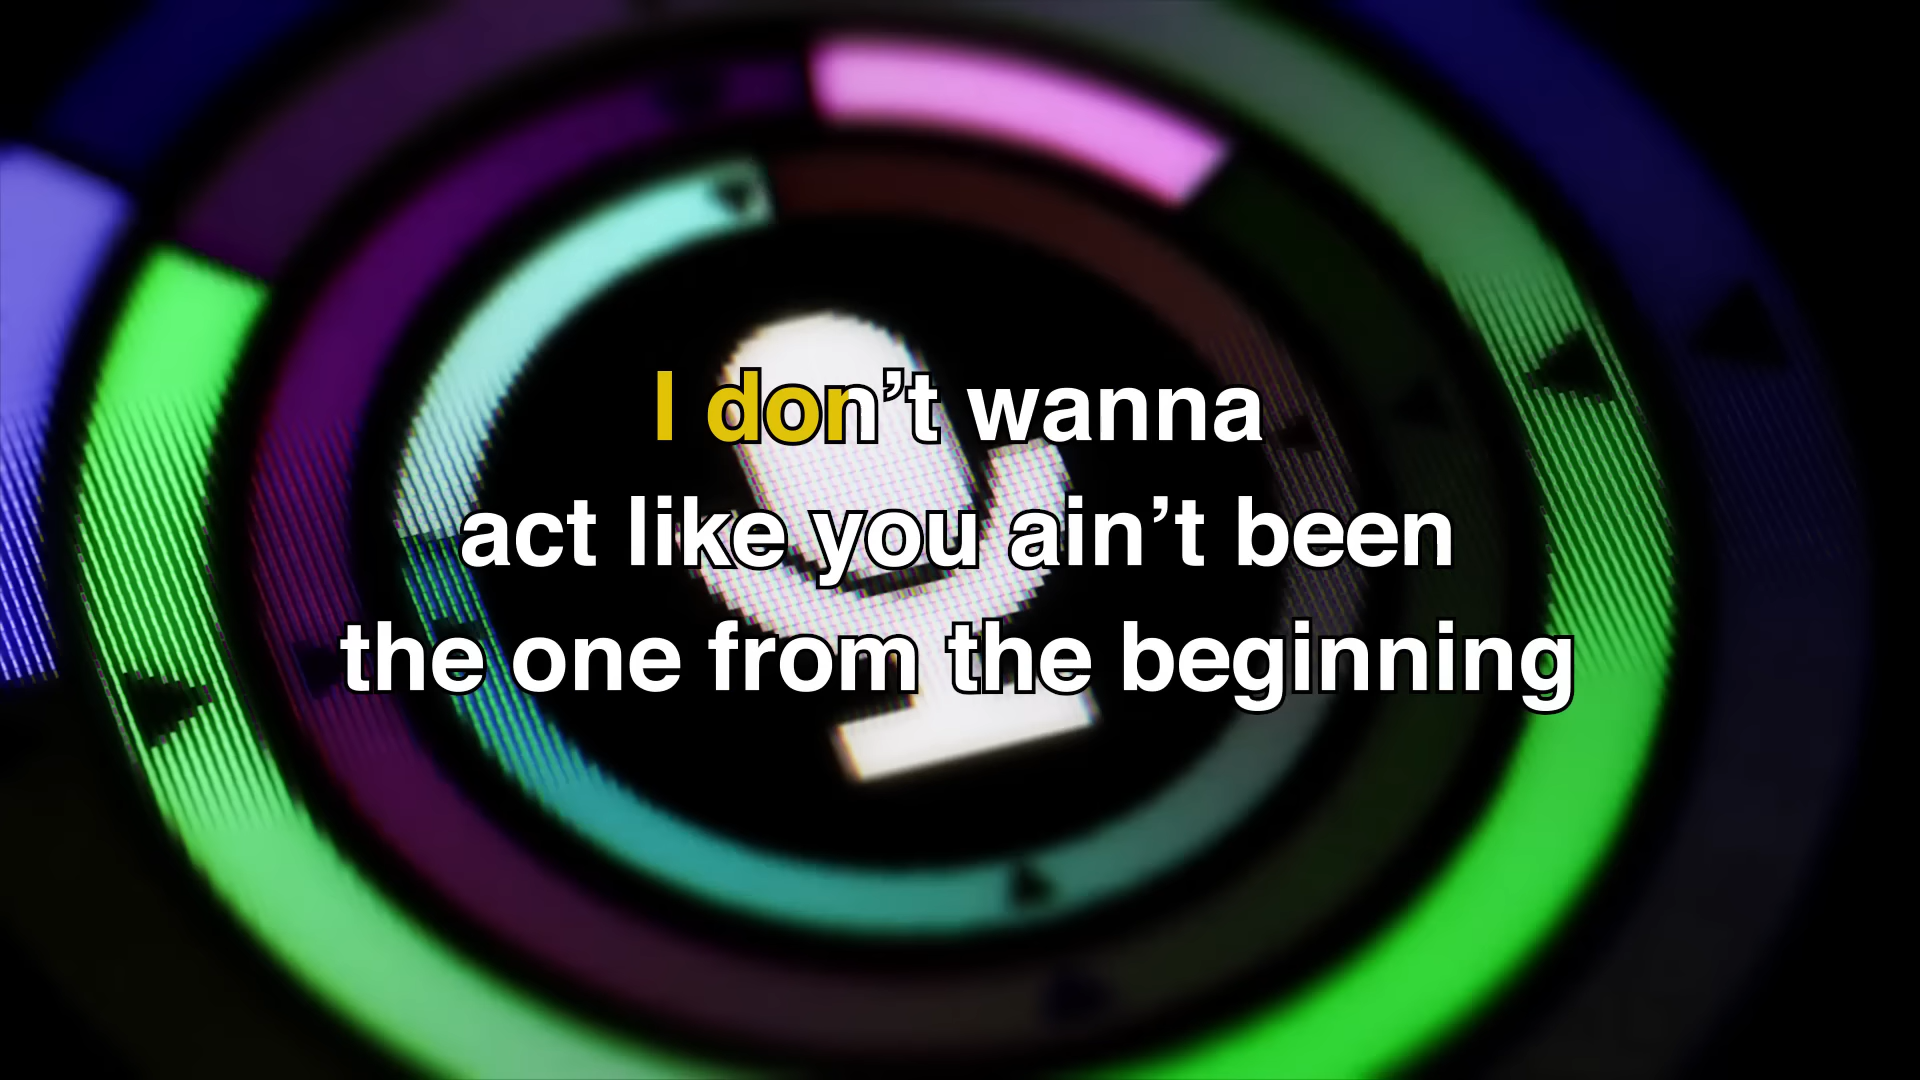 I don’t wanna
act like you ain’t been
the one from the beginning